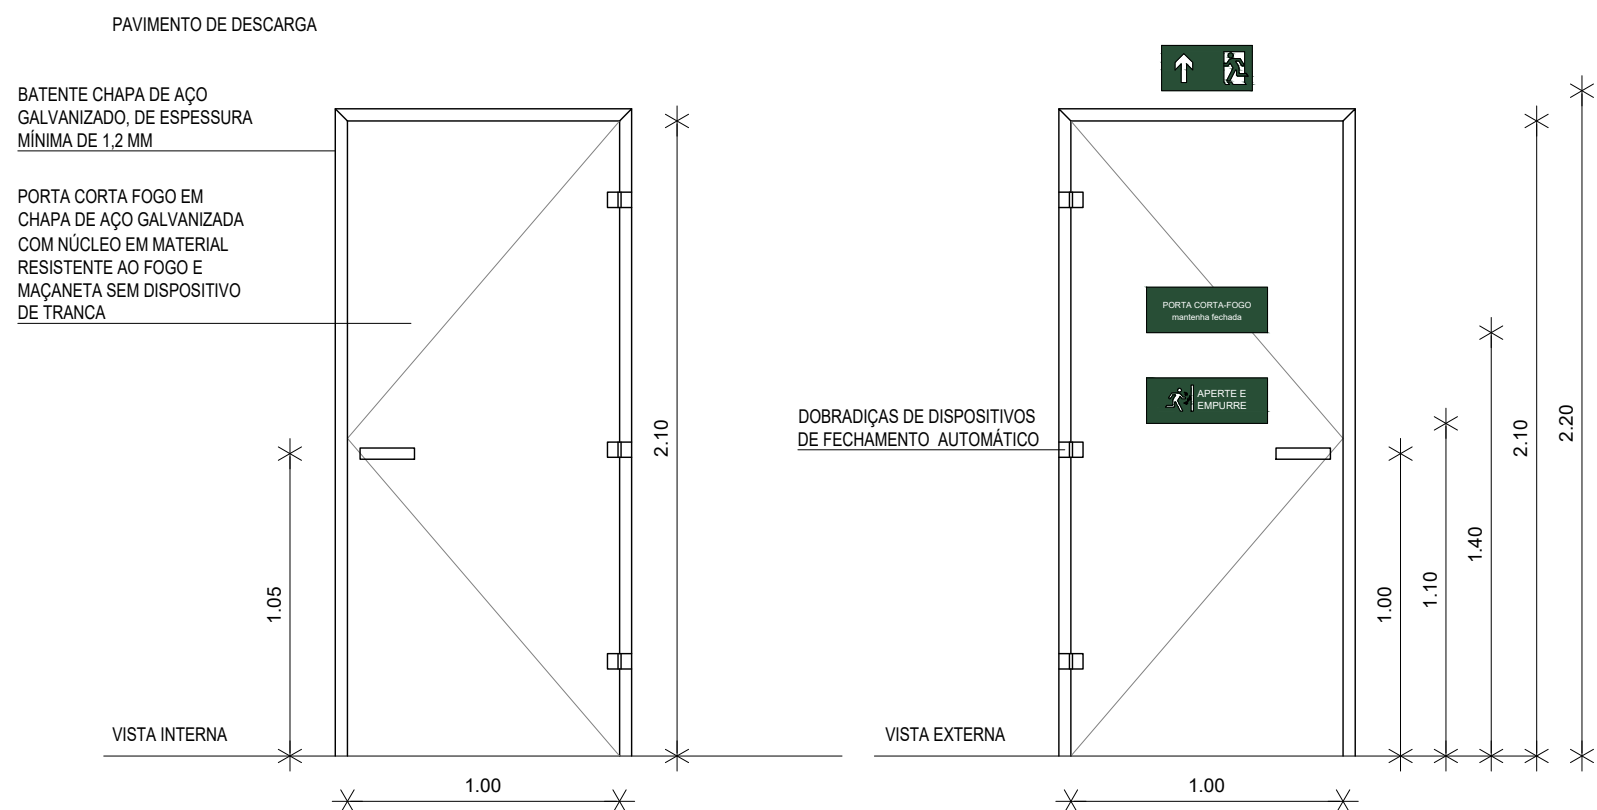 PAVIMENTO DE DESCARGA
BATENTE CHAPA DE AÇO
GALVANIZADO, DE ESPESSURA
MÍNIMA DE 1,2 MM
PORTA CORTA FOGO EM
CHAPA DE AÇO GALVANIZADA
COM NÚCLEO EM MATERIAL
RESISTENTE AO FOGO E
MAÇANETA SEM DISPOSITIVO
DE TRANCA
1.05
2.10
VISTA INTERNA
1.00
PORTA CORTA-FOGO
mantenha fechada
APERTE E
EMPURRE
DOBRADIÇAS DE DISPOSITIVOS
DE FECHAMENTO AUTOMÁTICO
1.00
1.10
1.40
2.10
2.20
VISTA EXTERNA
1.00